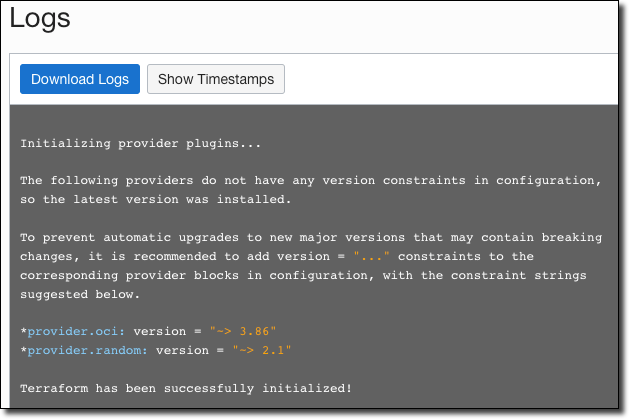 Logs
Download Logs Show Timestamps
Initializing provider plugins...
The following providers do not have any version constraints in configuration,
so the latest version was installed.
To prevent automatic upgrades to new major versions that may contain breaking
changes, it is recommended to add version = "..." constraints to the
corresponding provider blocks in configuration, with the constraint strings
suggested below.
*provider.oci: version = "~> 3.86"
*provider.random: version = "~> 2.1"
Terraform has been successfully initialized!